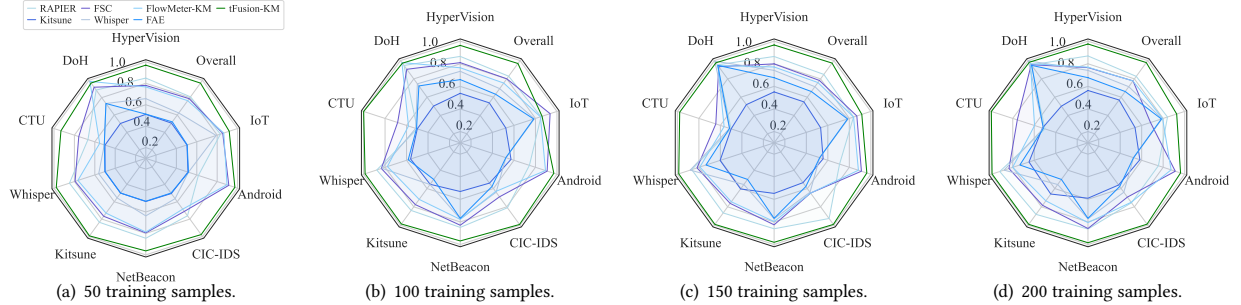 RAPIER FSC FlowMeter-KM tFusion-KM
Kitsune Whisper FAE
HyperVision
1.0
DoH
Overall
0.8
0.6
CTU
IoT
0.4
0.2
Whisper
Android
Kitsune
CIC-IDS
NetBeacon
(a) 50 training samples.
HyperVision
1.0
DoH
Overall
0.8
0.6
CTU
IoT
0.4
0.2
Whisper
Android
Kitsune
CIC-IDS
NetBeacon
(b) 100 training samples.
HyperVision
1.0
DoH
Overall
0.8
0.6
CTU
IoT
0.4
0.2
Whisper
Android
Kitsune
CIC-IDS
NetBeacon
(c) 150 training samples.
HyperVision
1.0
DoH
Overall
0.8
0.6
CTU
IoT
0.4
0.2
Whisper
Android
Kitsune
CIC-IDS
NetBeacon
(d) 200 training samples.